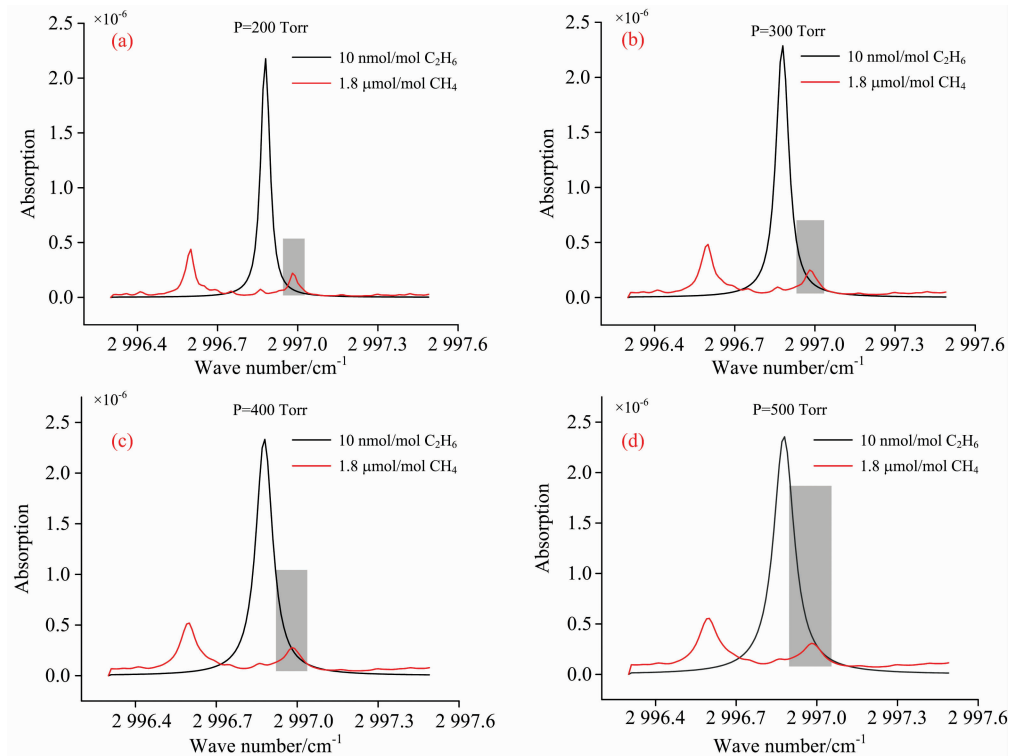 ×10⁻⁶
(a)
P=200 Torr
10 nmol/mol C₂H₆
1.8 μmol/mol CH₄
2.5
2.0
1.5
1.0
0.5
0.0
Absorption
2 996.4 2 996.7 2 997.0 2 997.3 2 997.6
Wave number/cm⁻¹
×10⁻⁶
(b)
P=300 Torr
10 nmol/mol C₂H₆
1.8 μmol/mol CH₄
2.5
2.0
1.5
1.0
0.5
0.0
Absorption
2 996.4 2 996.7 2 997.0 2 997.3 2 997.6
Wave number/cm⁻¹
×10⁻⁶
(c)
P=400 Torr
10 nmol/mol C₂H₆
1.8 μmol/mol CH₄
2.5
2.0
1.5
1.0
0.5
0.0
Absorption
2 996.4 2 996.7 2 997.0 2 997.3 2 997.6
Wave number/cm⁻¹
×10⁻⁶
(d)
P=500 Torr
10 nmol/mol C₂H₆
1.8 μmol/mol CH₄
2.5
2.0
1.5
1.0
0.5
0.0
Absorption
2 996.4 2 996.7 2 997.0 2 997.3 2 997.6
Wave number/cm⁻¹